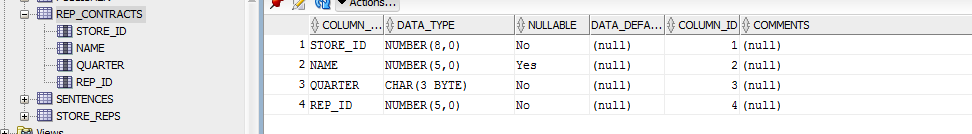 Actions...
REP_CONTRACTS
STORE_ID
NAME
QUARTER
REP_ID
SENTENCES
STORE_REPS
Views
COLUMN_... DATA_TYPE NULLABLE DATA_DEFA... COLUMN_ID COMMENTS
1 STORE_ID NUMBER(8,0) No (null) 1 (null)
2 NAME NUMBER(5,0) Yes (null) 2 (null)
3 QUARTER CHAR(3 BYTE) No (null) 3 (null)
4 REP_ID NUMBER(5,0) No (null) 4 (null)